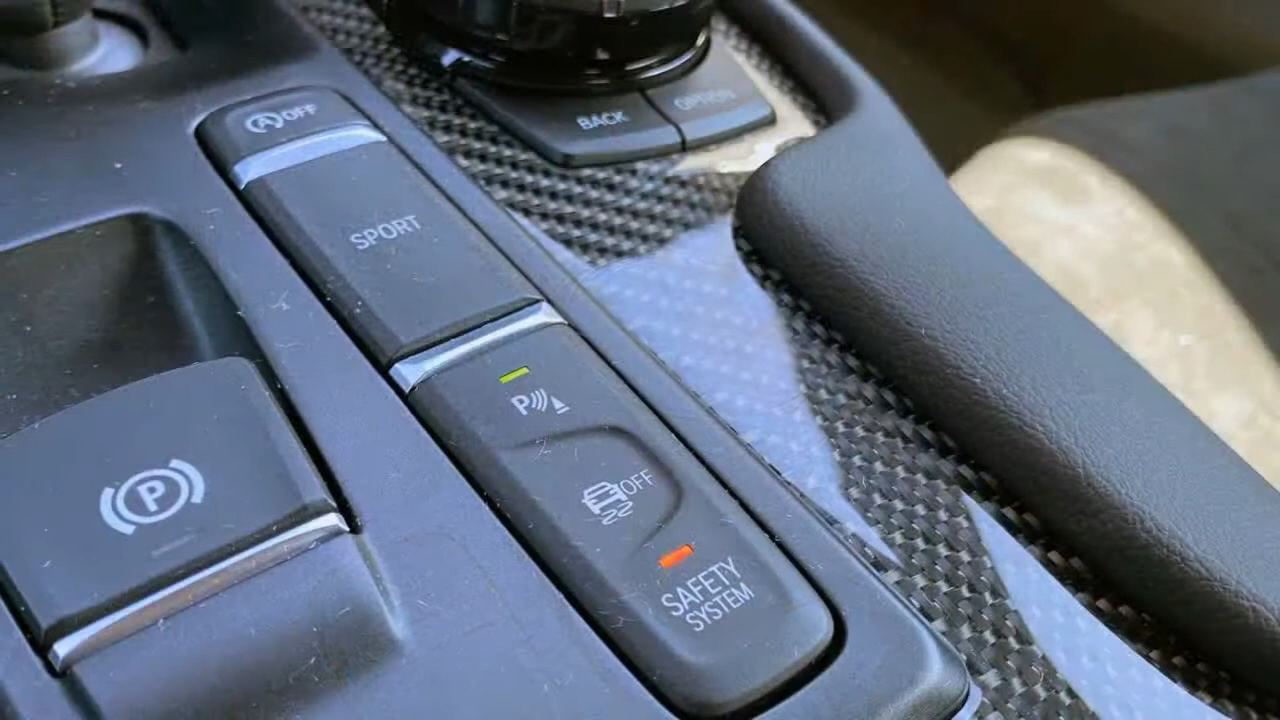 BACK
OPTION
A OFF
SPORT
P
OFF
SAFETY
SYSTEM
P